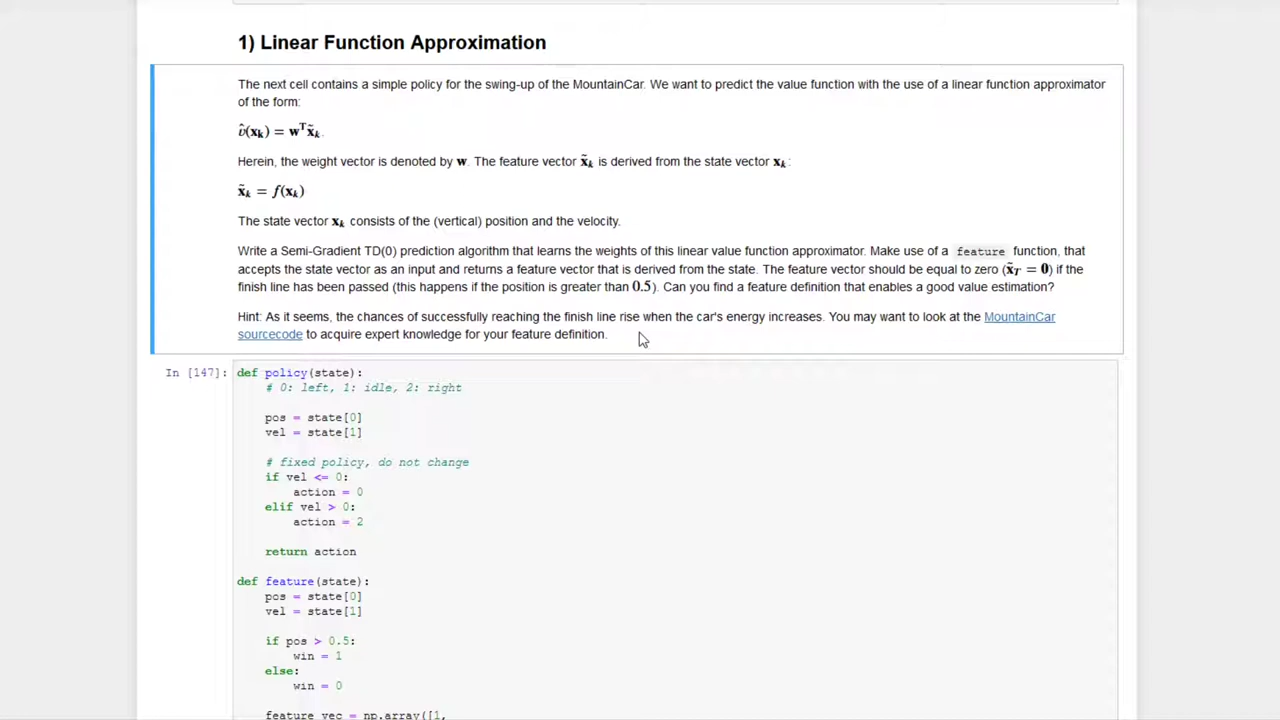 1) Linear Function Approximation
The next cell contains a simple policy for the swing-up of the MountainCar. We want to predict the value function with the use of a linear function approximator
of the form:
v̂(xₖ) = wᵀx̃ₖ.
Herein, the weight vector is denoted by w. The feature vector x̃ₖ is derived from the state vector xₖ:
x̃ₖ = f(xₖ)
The state vector xₖ consists of the (vertical) position and the velocity.
Write a Semi-Gradient TD(0) prediction algorithm that learns the weights of this linear value function approximator. Make use of a feature function, that
accepts the state vector as an input and returns a feature vector that is derived from the state. The feature vector should be equal to zero (x̃_T = 0) if the
finish line has been passed (this happens if the position is greater than 0.5). Can you find a feature definition that enables a good value estimation?
Hint: As it seems, the chances of successfully reaching the finish line rise when the car's energy increases. You may want to look at the MountainCar
sourcecode to acquire expert knowledge for your feature definition.
In [147]: def policy(state):
# 0: left, 1: idle, 2: right
pos = state[0]
vel = state[1]
# fixed policy, do not change
if vel <= 0:
action = 0
elif vel > 0:
action = 2
return action
def feature(state):
pos = state[0]
vel = state[1]
if pos > 0.5:
win = 1
else:
win = 0
feature_vec = np.array([1,